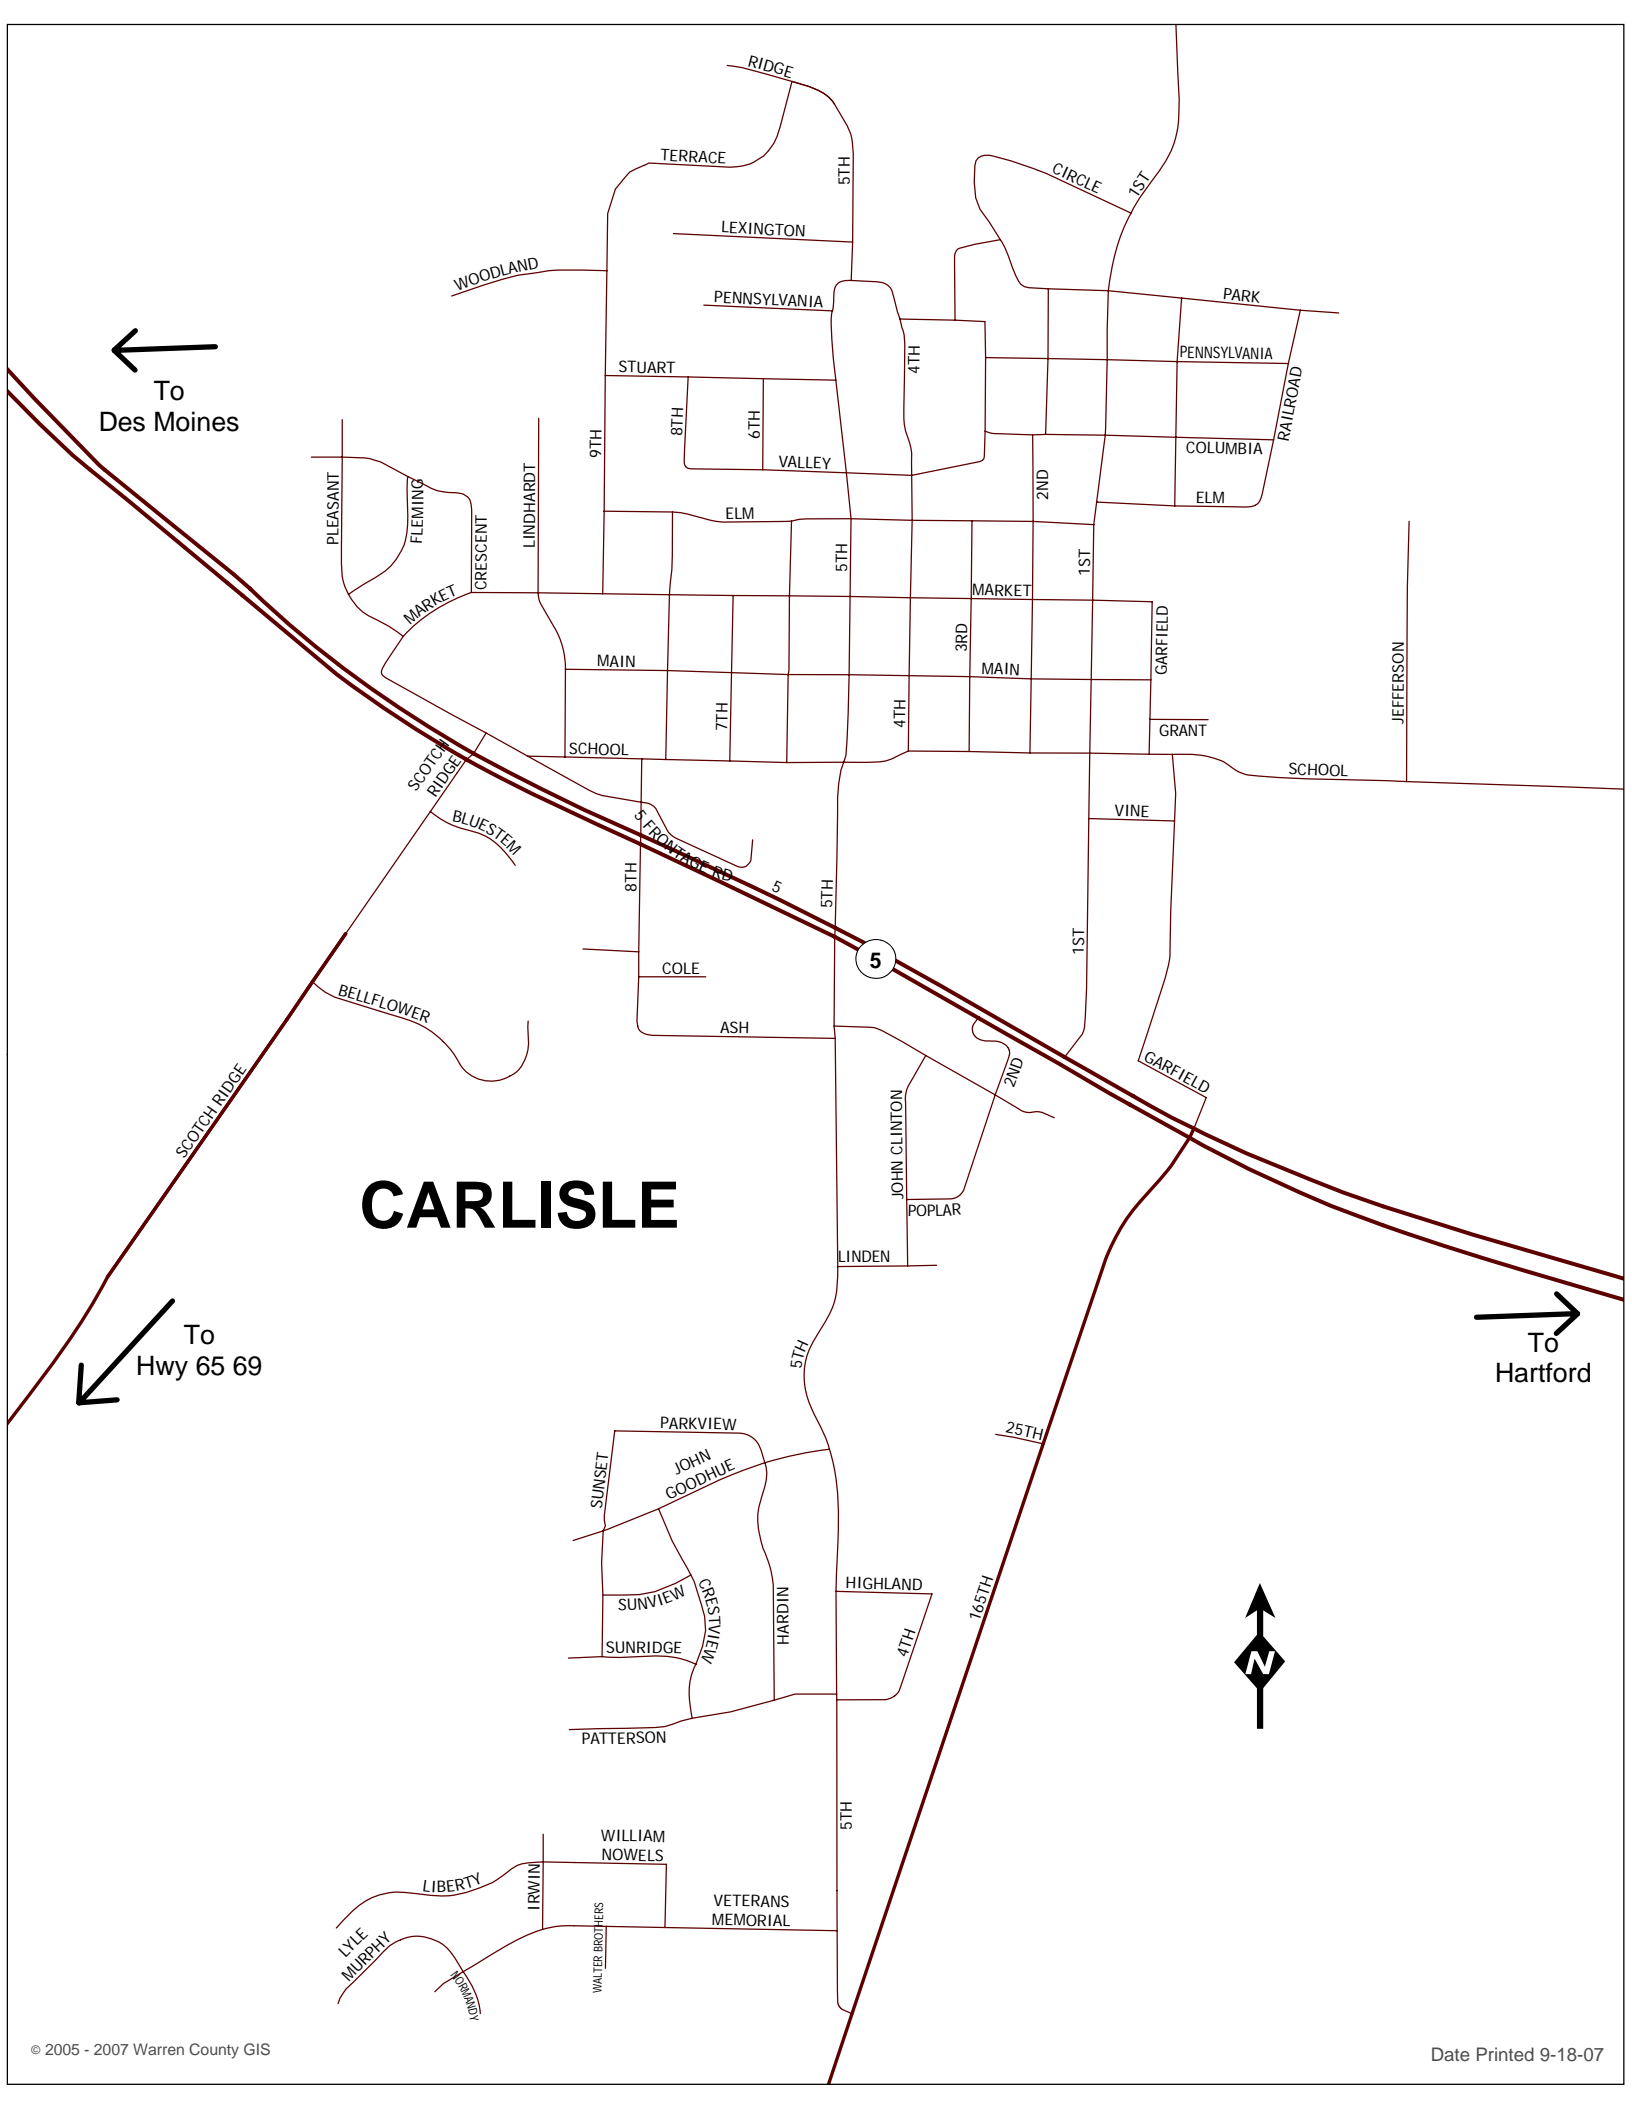 RIDGE
TERRACE
5TH
CIRCLE
1ST
LEXINGTON
WOODLAND
PENNSYLVANIA
PARK
To
Des Moines
STUART
4TH
PENNSYLVANIA
RAILROAD
8TH
6TH
9TH
VALLEY
COLUMBIA
PLEASANT
FLEMING
LINDHARDT
2ND
ELM
ELM
CRESCENT
5TH
1ST
MARKET
MARKET
3RD
GARFIELD
MAIN
MAIN
JEFFERSON
7TH
4TH
GRANT
SCHOOL
SCHOOL
SCOTCH
RIDGE
BLUESTEM
5 FRONTAGE RD
VINE
8TH
5
5TH
5
1ST
COLE
BELLFLOWER
ASH
2ND
GARFIELD
SCOTCH RIDGE
JOHN CLINTON
CARLISLE
POPLAR
LINDEN
To
Hwy 65 69
To
Hartford
5TH
PARKVIEW
25TH
SUNSET
JOHN
GOODHUE
HIGHLAND
SUNVIEW
CRESTVIEW
HARDIN
165TH
4TH
SUNRIDGE
N
PATTERSON
5TH
WILLIAM
NOWELS
LIBERTY
IRWIN
VETERANS
MEMORIAL
WALTER BROTHERS
LYLE
MURPHY
NORMANDY
© 2005 - 2007 Warren County GIS
Date Printed 9-18-07